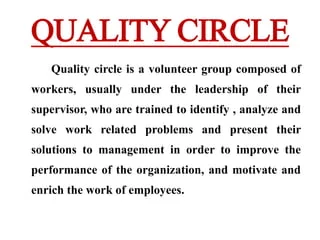 QUALITY CIRCLE
Quality circle is a volunteer group composed of
workers, usually under the leadership of their
supervisor, who are trained to identify , analyze and
solve work related problems and present their
solutions to management in order to improve the
performance of the organization, and motivate and
enrich the work of employees.